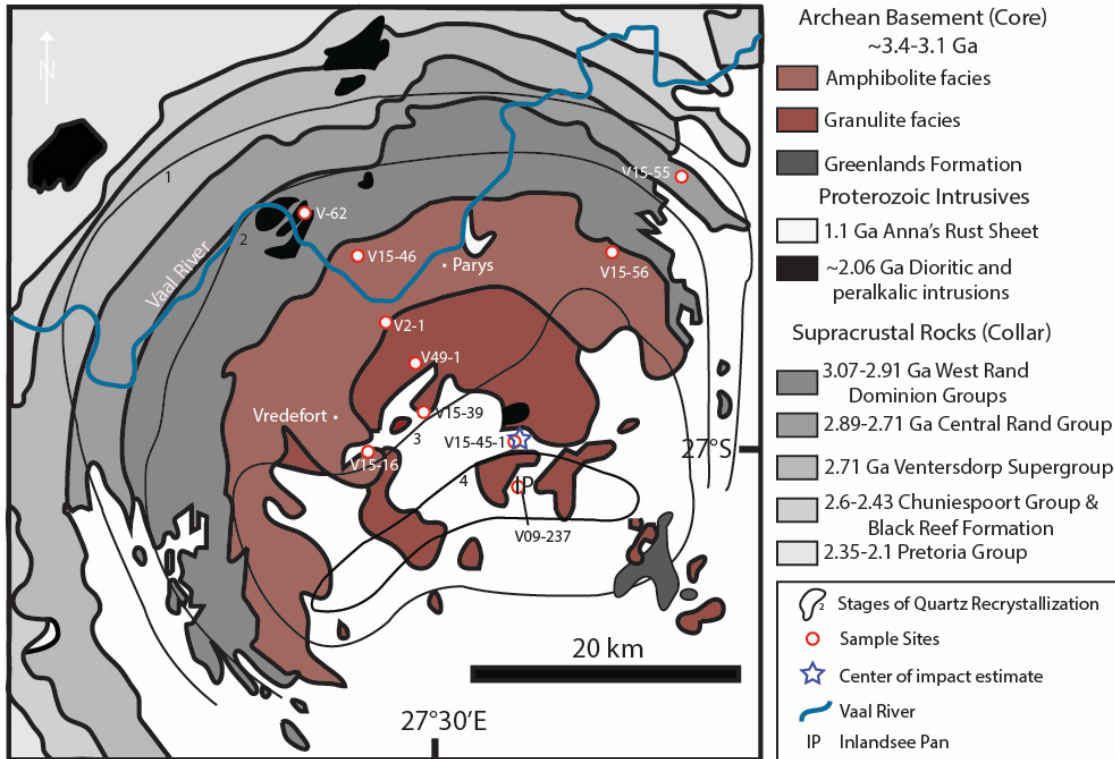 N
1
2
3
4
Vaal River
V-62
V15-55
V15-46
Parys
V15-56
V2-1
V49-1
Vredefort
V15-39
V15-45-1
27°S
V15-16
IP
V09-237
20 km
27°30'E
Archean Basement (Core)
~3.4-3.1 Ga
Amphibolite facies
Granulite facies
Greenlands Formation
Proterozoic Intrusives
1.1 Ga Anna's Rust Sheet
~2.06 Ga Dioritic and
peralkalic intrusions
Supracrustal Rocks (Collar)
3.07-2.91 Ga West Rand
Dominion Groups
2.89-2.71 Ga Central Rand Group
2.71 Ga Ventersdorp Supergroup
2.6-2.43 Chuniespoort Group &
Black Reef Formation
2.35-2.1 Pretoria Group
2 Stages of Quartz Recrystallization
Sample Sites
Center of impact estimate
Vaal River
IP Inlandsee Pan